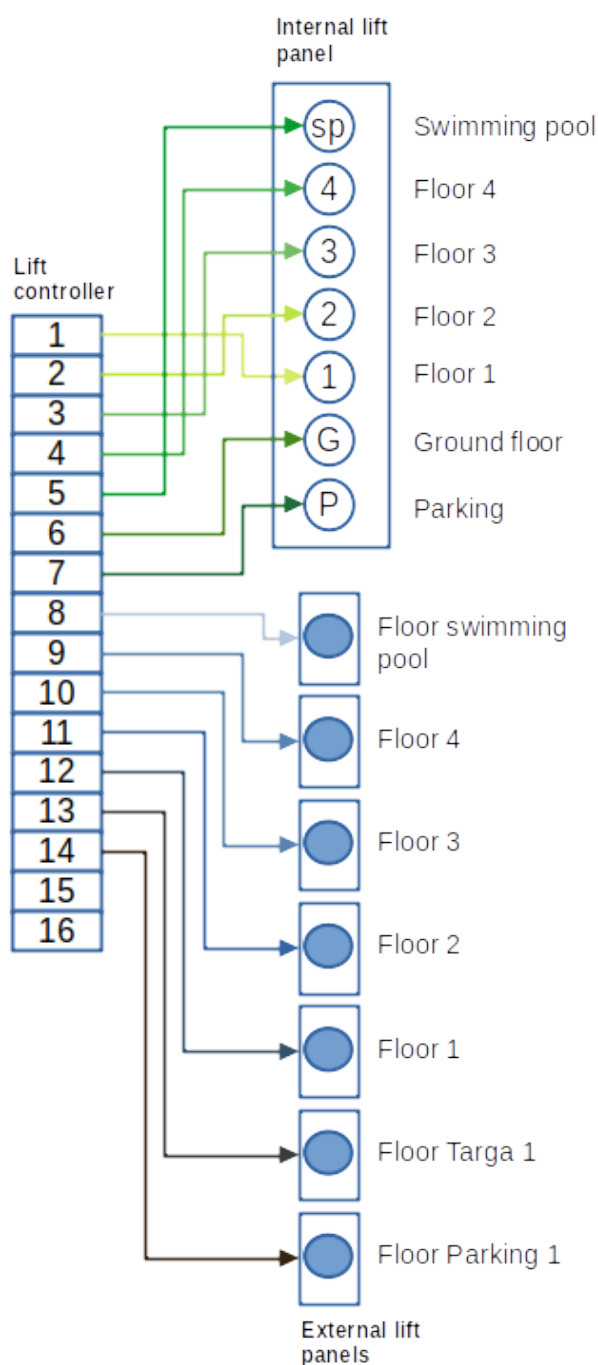 Internal lift
panel
sp Swimming pool
4 Floor 4
3 Floor 3
2 Floor 2
1 Floor 1
G Ground floor
P Parking
Lift
controller
1
2
3
4
5
6
7
8
9
10
11
12
13
14
15
16
Floor swimming
pool
Floor 4
Floor 3
Floor 2
Floor 1
Floor Targa 1
Floor Parking 1
External lift
panels